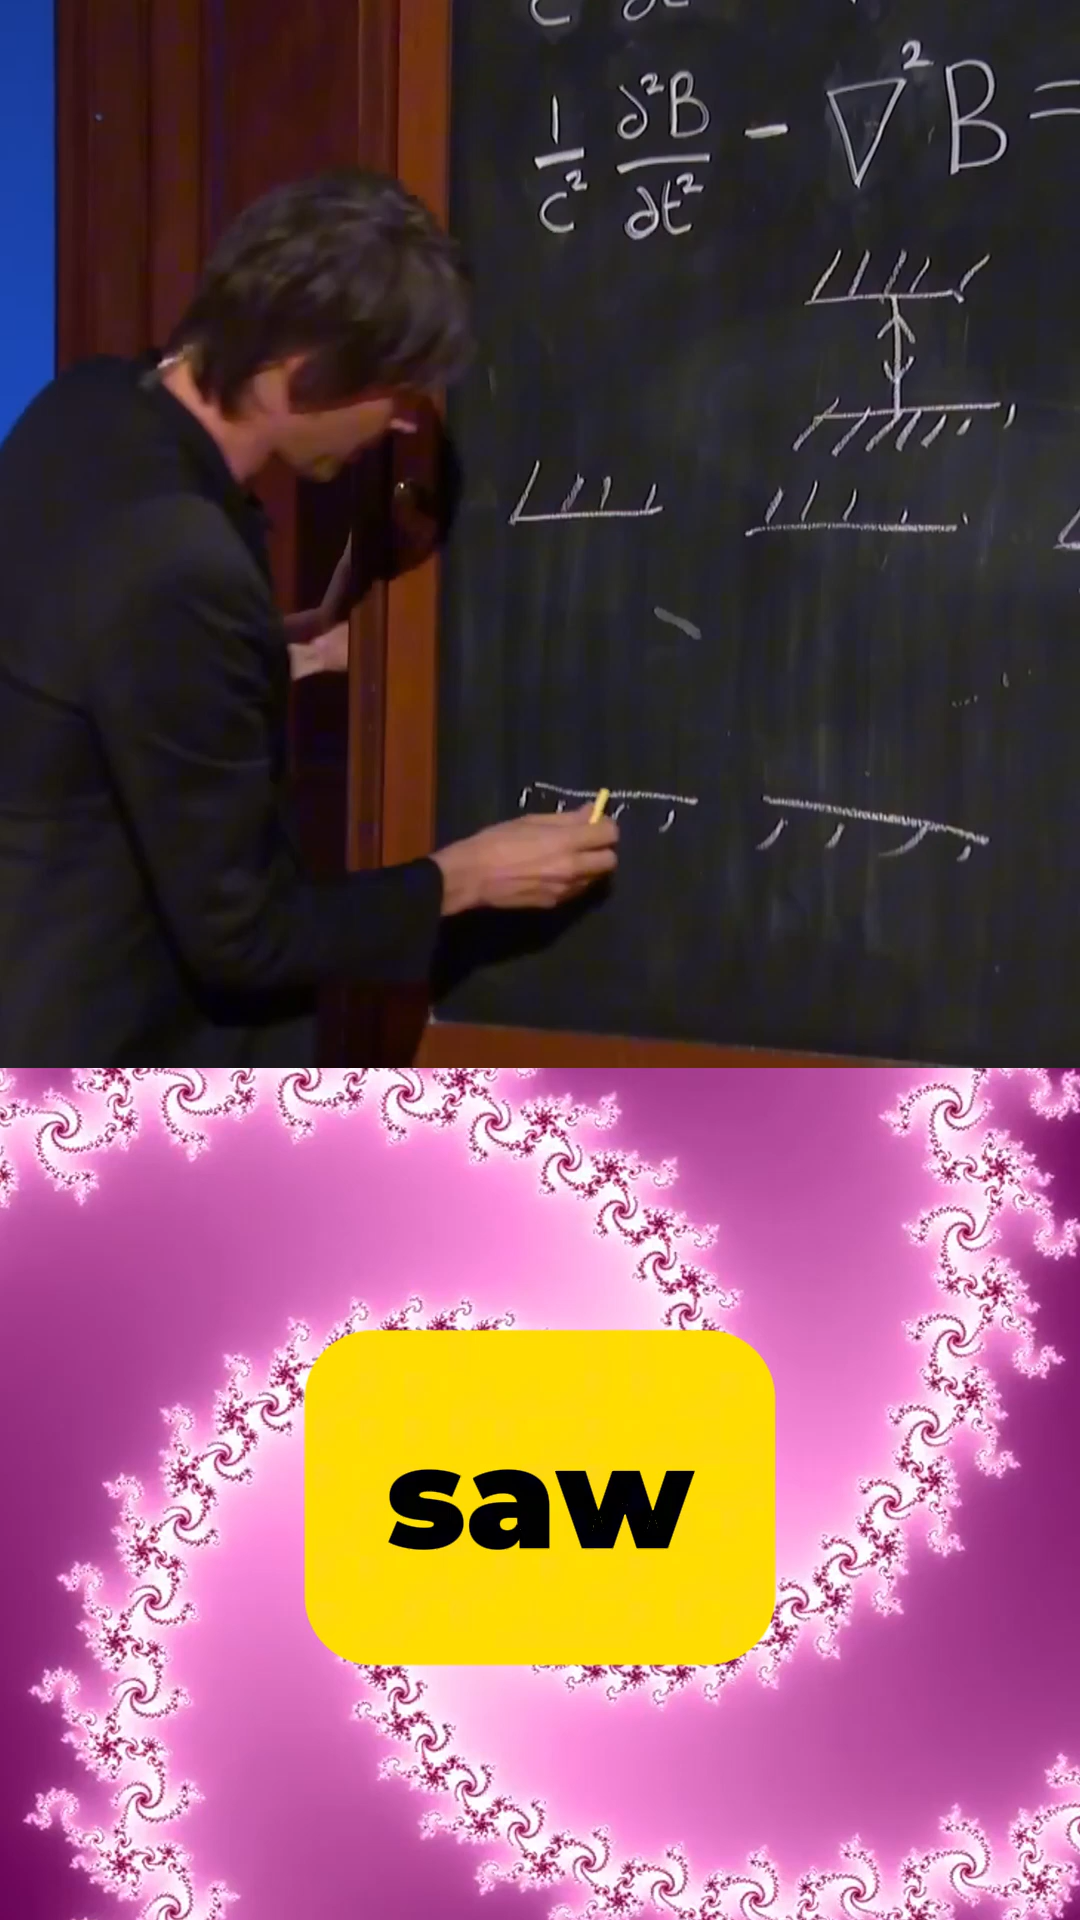 1/c² ∂²B/∂t² - ∇²B =
saw